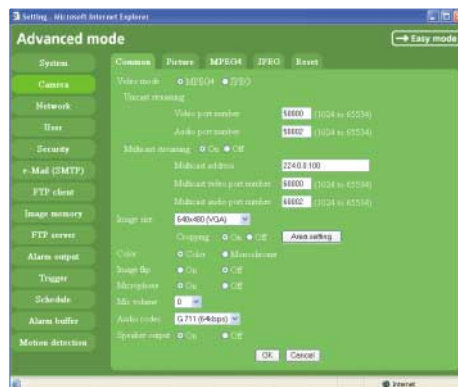 Setting - Microsoft Internet Explorer
Advanced mode
Easy mode
System
Camera
Network
User
Security
e-Mail (SMTP)
FTP client
Image memory
FTP server
Alarm output
Trigger
Schedule
Alarm buffer
Motion detection
Common Picture MPEG4 JPEG Reset
Video mode MPEG4 JPEG
Unicast streaming
Video port number 50000 (1024 to 65534)
Audio port number 50002 (1024 to 65534)
Multicast streaming On Off
Multicast address 224.0.0.100
Multicast video port number 60000 (1024 to 65534)
Multicast audio port number 60002 (1024 to 65534)
Image size 640x480 (VGA)
Cropping On Off Area setting
Color Color Monochrome
Image flip On Off
Microphone On Off
Mic volume 0
Audio codec G.711 (64kbps)
Speaker output On Off
OK Cancel
Internet